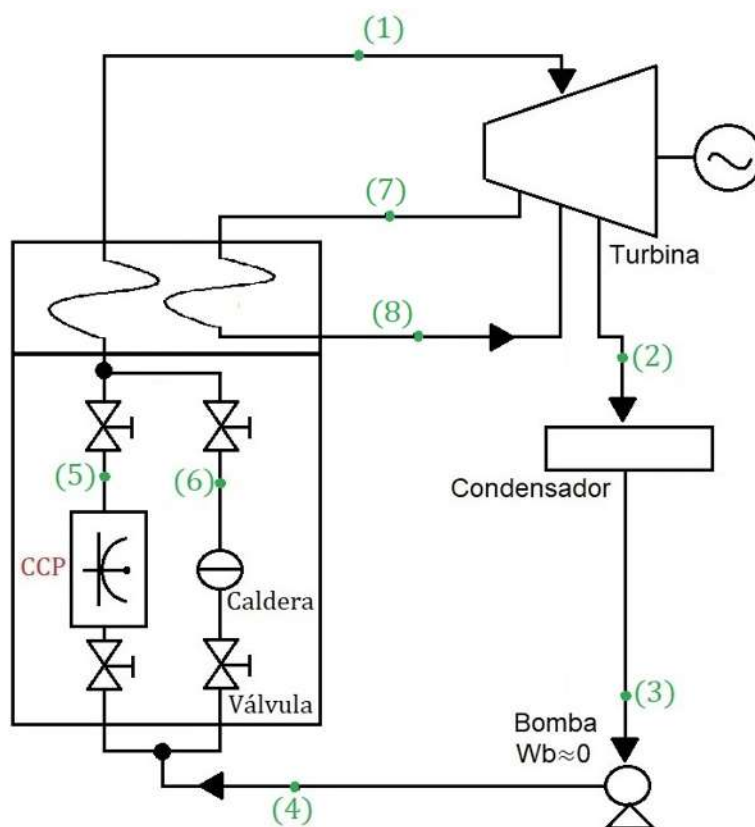 (1)
(7)
Turbina
(8)
(2)
(5)
(6)
Condensador
CCP
Caldera
(3)
Válvula
Bomba
Wb≈0
(4)